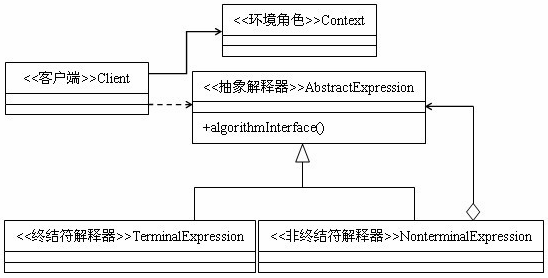 <<环境角色>>Context
<<客户端>>Client
<<抽象解释器>>AbstractExpression
+algorithmInterface()
<<终结符解释器>>TerminalExpression
<<非终结符解释器>>NonterminalExpression